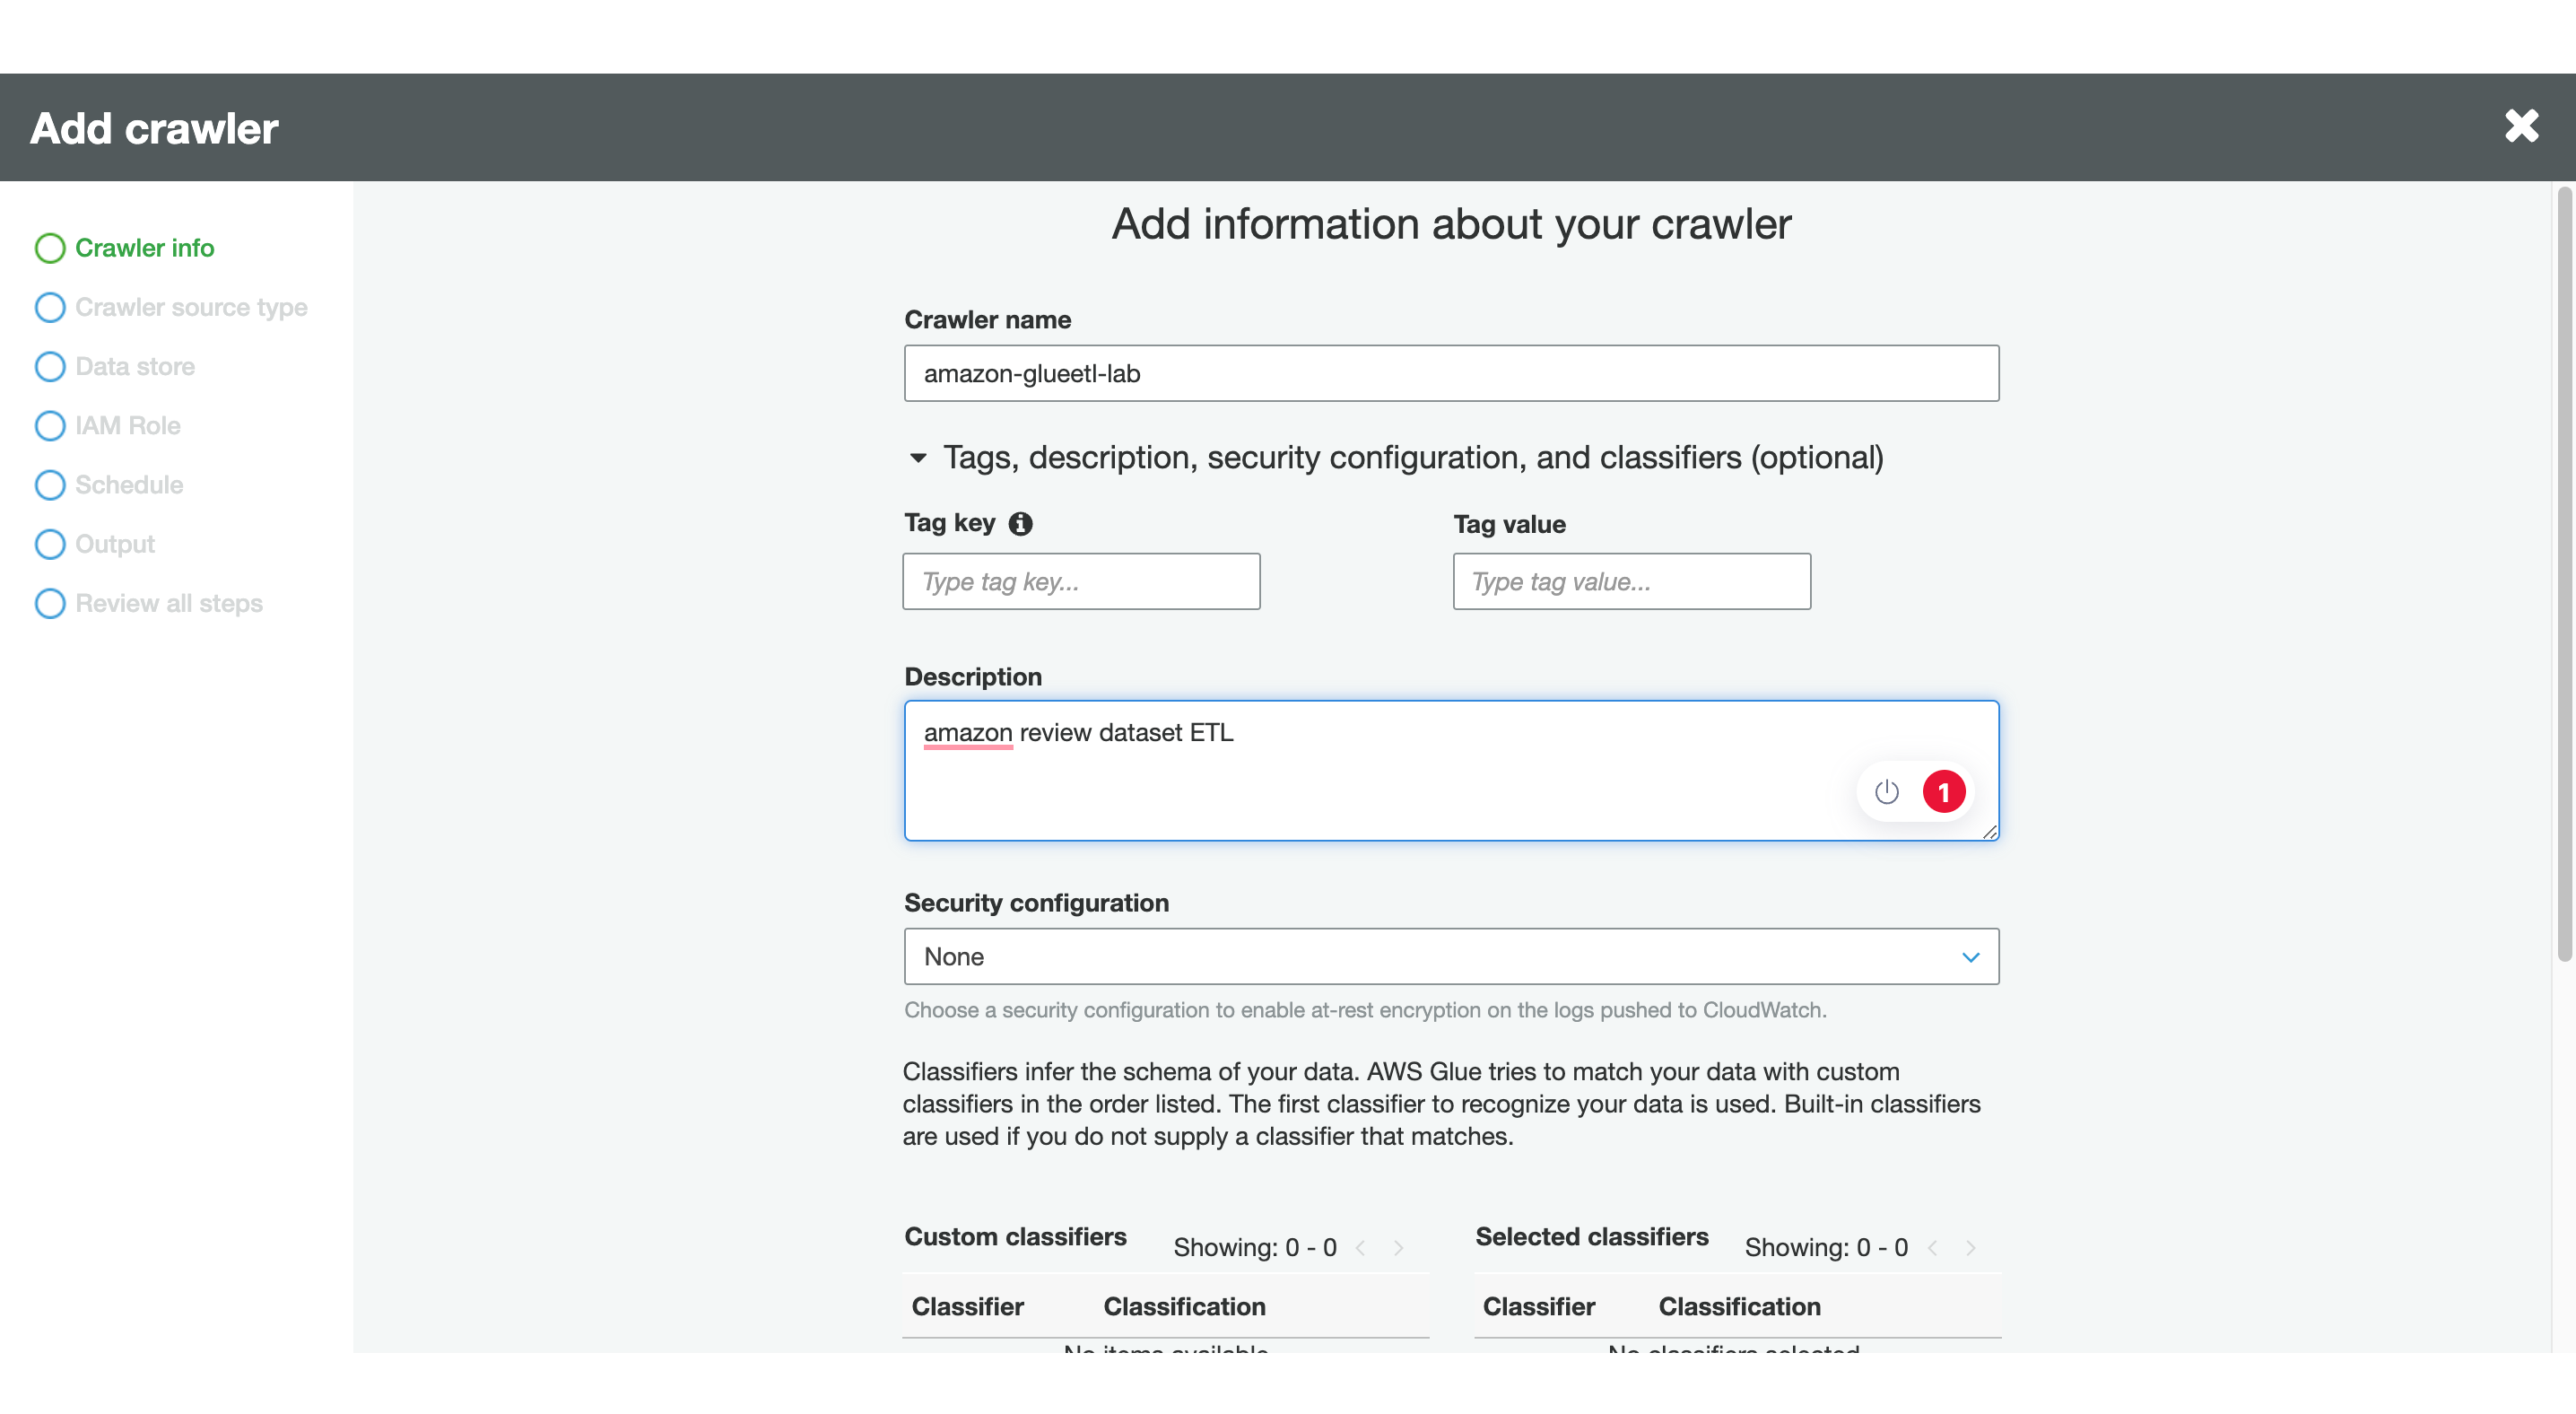 Add crawler
Crawler info
Crawler source type
Data store
IAM Role
Schedule
Output
Review all steps
Add information about your crawler
Crawler name
amazon-glueetl-lab
Tags, description, security configuration, and classifiers (optional)
Tag key
Tag value
Type tag key...
Type tag value...
Description
amazon review dataset ETL
1
Security configuration
None
Choose a security configuration to enable at-rest encryption on the logs pushed to CloudWatch.
Classifiers infer the schema of your data. AWS Glue tries to match your data with custom
classifiers in the order listed. The first classifier to recognize your data is used. Built-in classifiers
are used if you do not supply a classifier that matches.
Custom classifiers Showing: 0 - 0
Selected classifiers Showing: 0 - 0
Classifier Classification
Classifier Classification
No items available
No classifiers selected